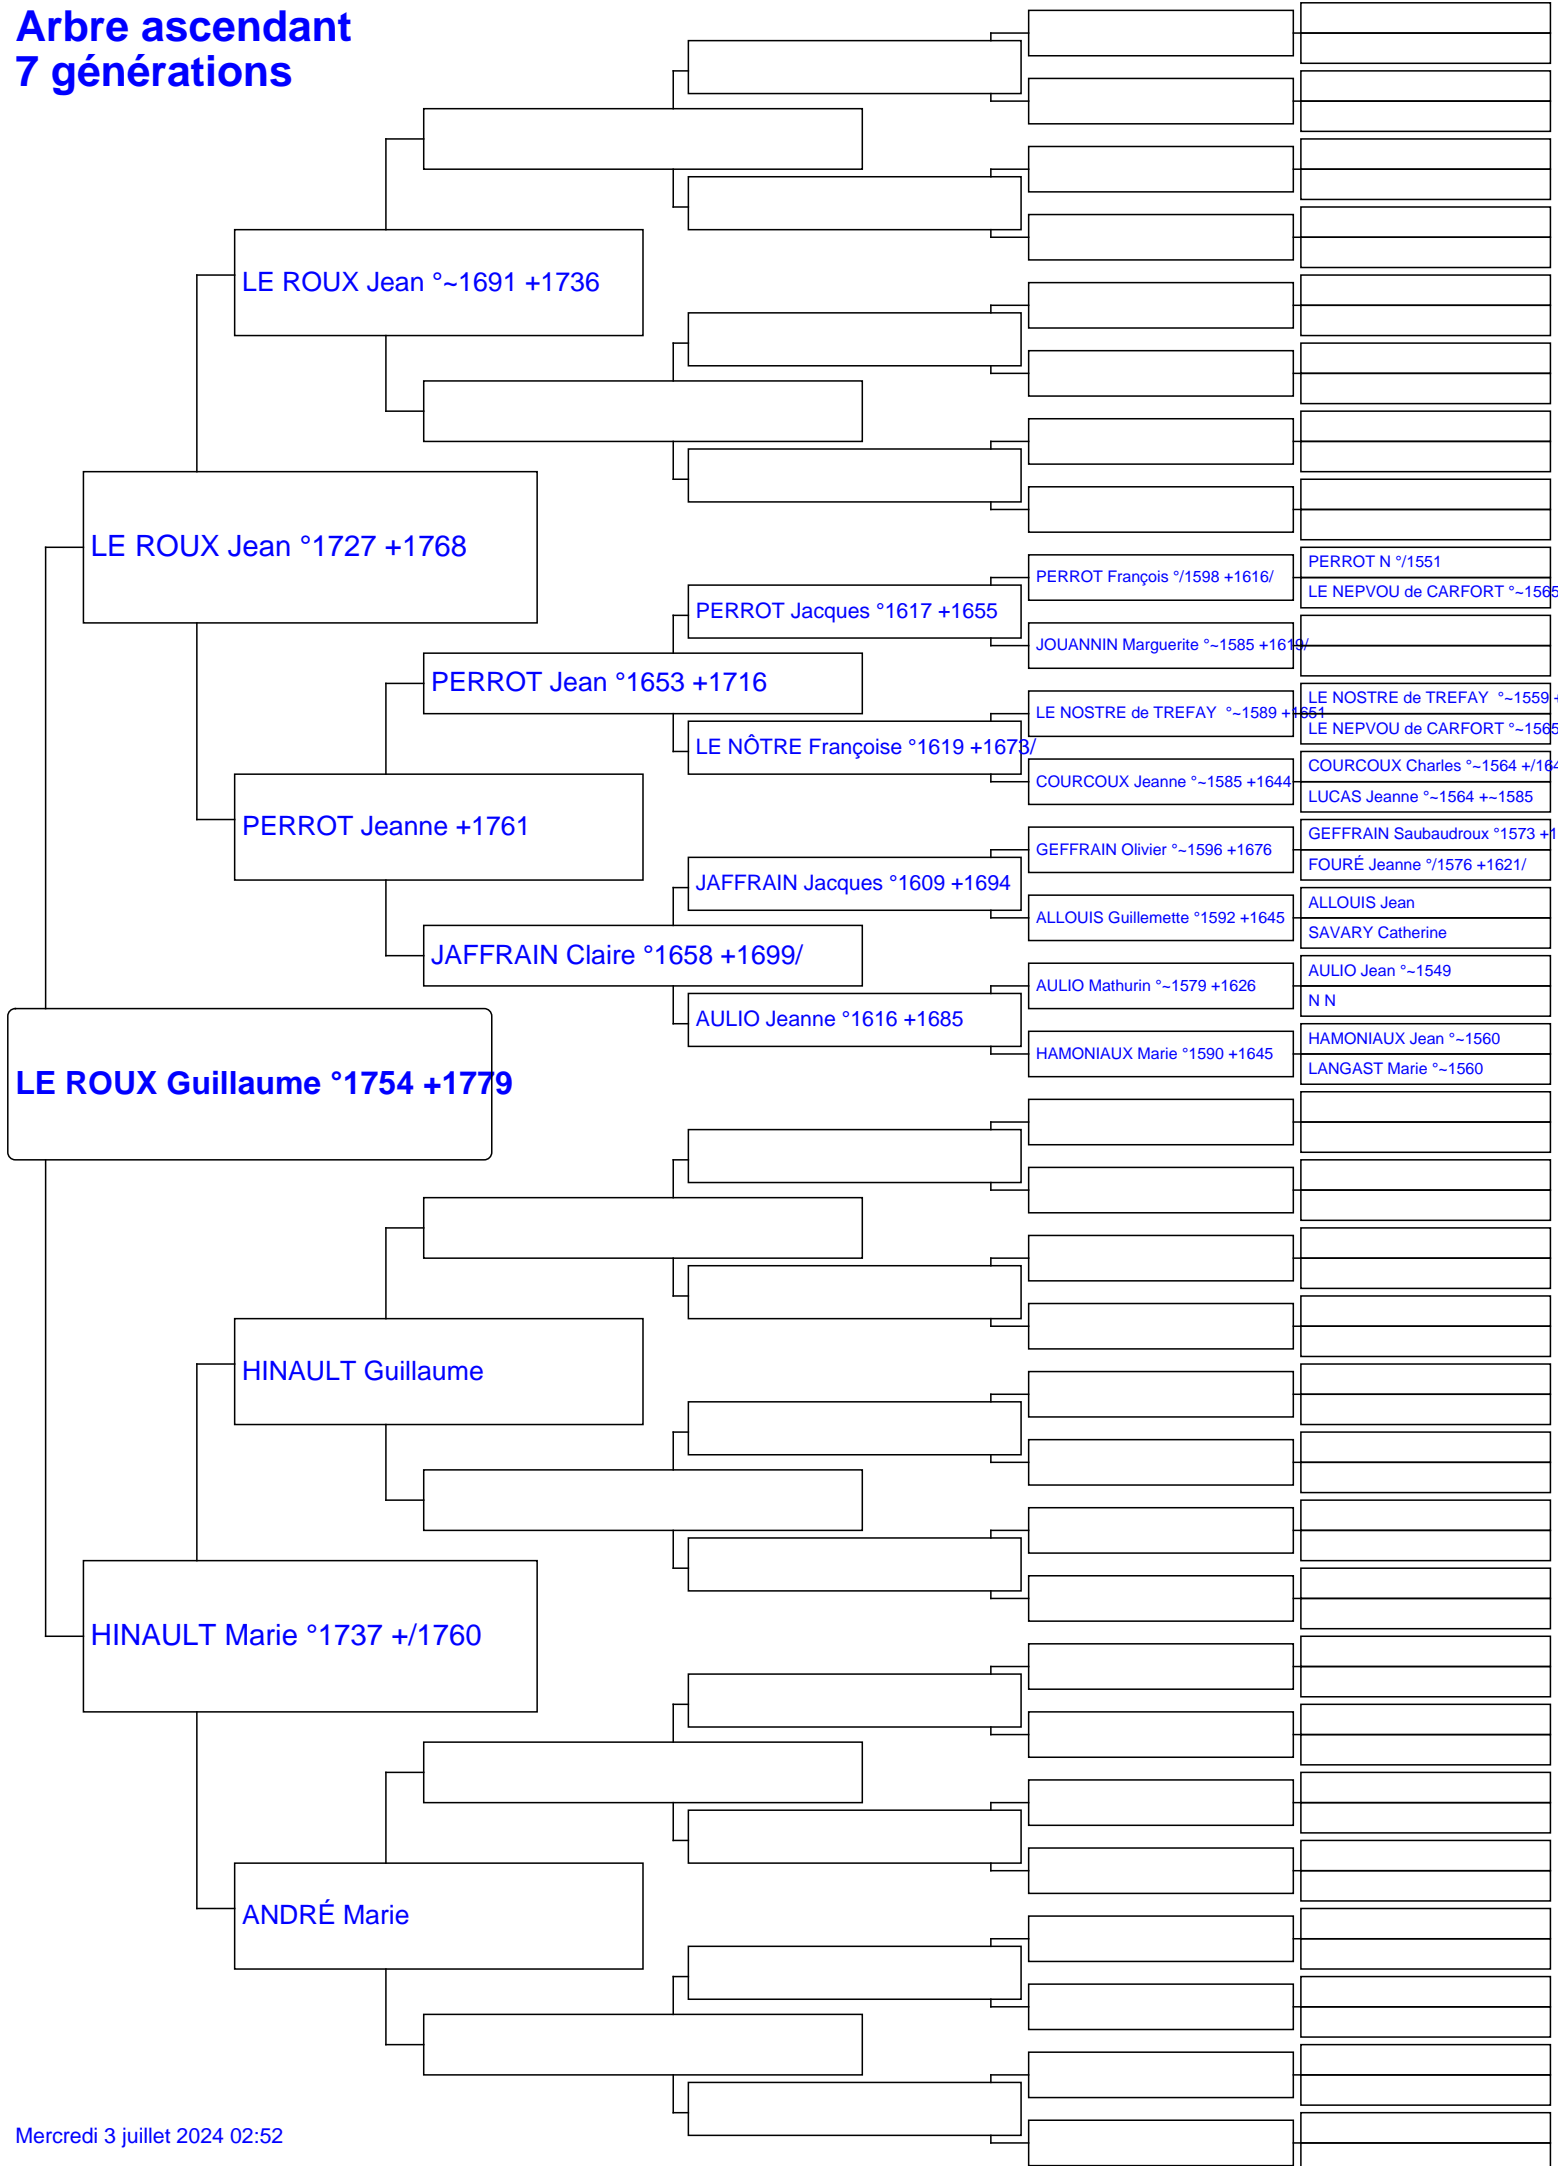 Arbre ascendant
7 générations
LE ROUX Jean °~1691 +1736
LE ROUX Jean °1727 +1768
PERROT N °/1551
PERROT François °/1598 +1616/
LE NEPVOU de CARFORT °~1565
PERROT Jacques °1617 +1655
JOUANNIN Marguerite °~1585 +1619/
PERROT Jean °1653 +1716
LE NOSTRE de TREFAY °~1559 +
LE NOSTRE de TREFAY °~1589 +1651
LE NEPVOU de CARFORT °~1565
LE NÔTRE Françoise °1619 +1673/
COURCOUX Charles °~1564 +/164
COURCOUX Jeanne °~1585 +1644
LUCAS Jeanne °~1564 +~1585
PERROT Jeanne +1761
GEFFRAIN Saubaudroux °1573 +1
GEFFRAIN Olivier °~1596 +1676
FOURÉ Jeanne °/1576 +1621/
JAFFRAIN Jacques °1609 +1694
ALLOUIS Jean
ALLOUIS Guillemette °1592 +1645
SAVARY Catherine
JAFFRAIN Claire °1658 +1699/
AULIO Jean °~1549
AULIO Mathurin °~1579 +1626
N N
AULIO Jeanne °1616 +1685
HAMONIAUX Jean °~1560
HAMONIAUX Marie °1590 +1645
LANGAST Marie °~1560
LE ROUX Guillaume °1754 +1779
HINAULT Guillaume
HINAULT Marie °1737 +/1760
ANDRÉ Marie
Mercredi 3 juillet 2024 02:52